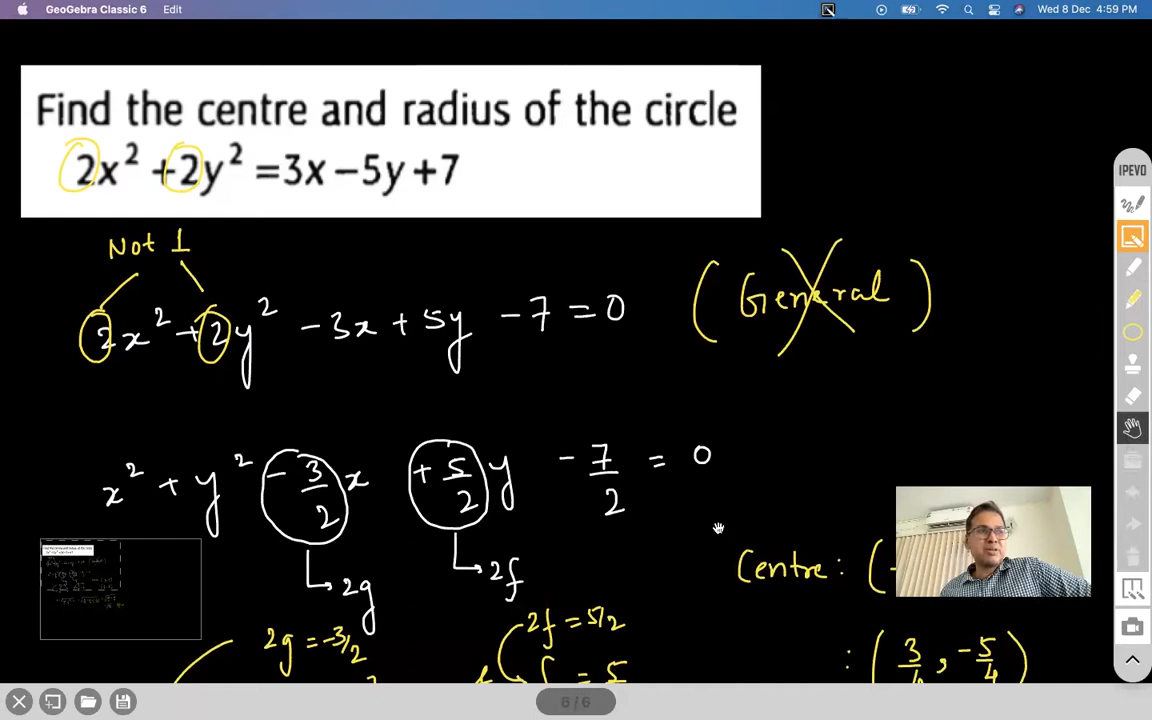 GeoGebra Classic 6 Edit Wed 8 Dec 4:59 PM
Find the centre and radius of the circle
2x² + 2y² = 3x - 5y + 7
Not 1
2x² + 2y² - 3x + 5y - 7 = 0 (General)
x² + y² - 3/2 x + 5/2 y - 7/2 = 0
2g 2f
Centre: (-
2g = -3/2 2f = 5/2
f = 5
: (3/4, -5/4)
IPEVO
6/6